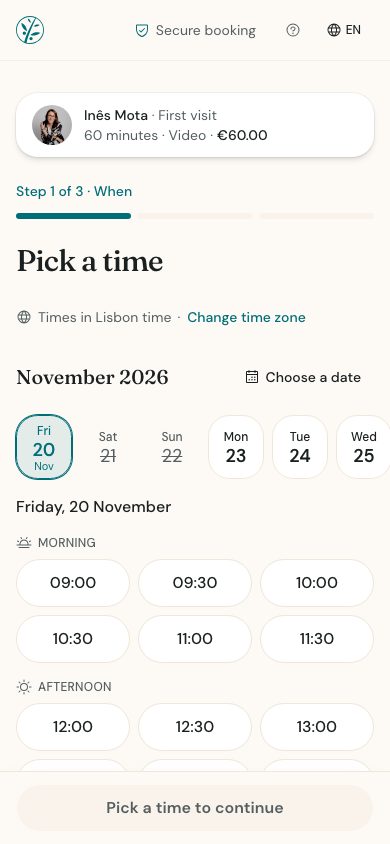 Secure booking
EN
Inês Mota · First visit
60 minutes · Video · €60.00
Step 1 of 3 · When
Pick a time
Times in Lisbon time · Change time zone
November 2026
Choose a date
Fri
20
Nov
Sat
21
Sun
22
Mon
23
Tue
24
Wed
25
Friday, 20 November
MORNING
09:00
09:30
10:00
10:30
11:00
11:30
AFTERNOON
12:00
12:30
13:00
Pick a time to continue